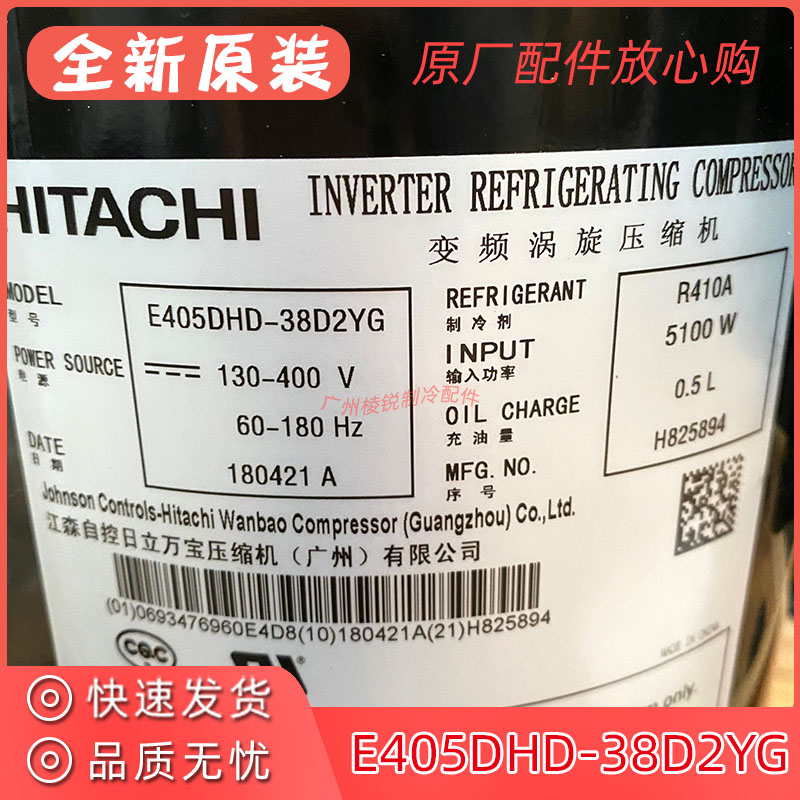 全新原装
原厂配件放心购
HITACHI
INVERTER REFRIGERATING COMPRESSOR
变频涡旋压缩机
MODEL
型号
E405DHD-38D2YG
POWER SOURCE
电源
130-400 V
60-180 Hz
DATE
日期
180421 A
REFRIGERANT
制冷剂
R410A
INPUT
输入功率
5100 W
OIL CHARGE
充油量
0.5 L
MFG.NO.
序号
H825894
广州棱锐制冷配件
Johnson Controls-Hitachi Wanbao Compressor (Guangzhou) Co.,Ltd.
江森自控日立万宝压缩机（广州）有限公司
(01)0693476960E4D8(10)180421A(21)H825894
MADE IN CHINA
CQC
only.
快速发货
品质无忧
E405DHD-38D2YG